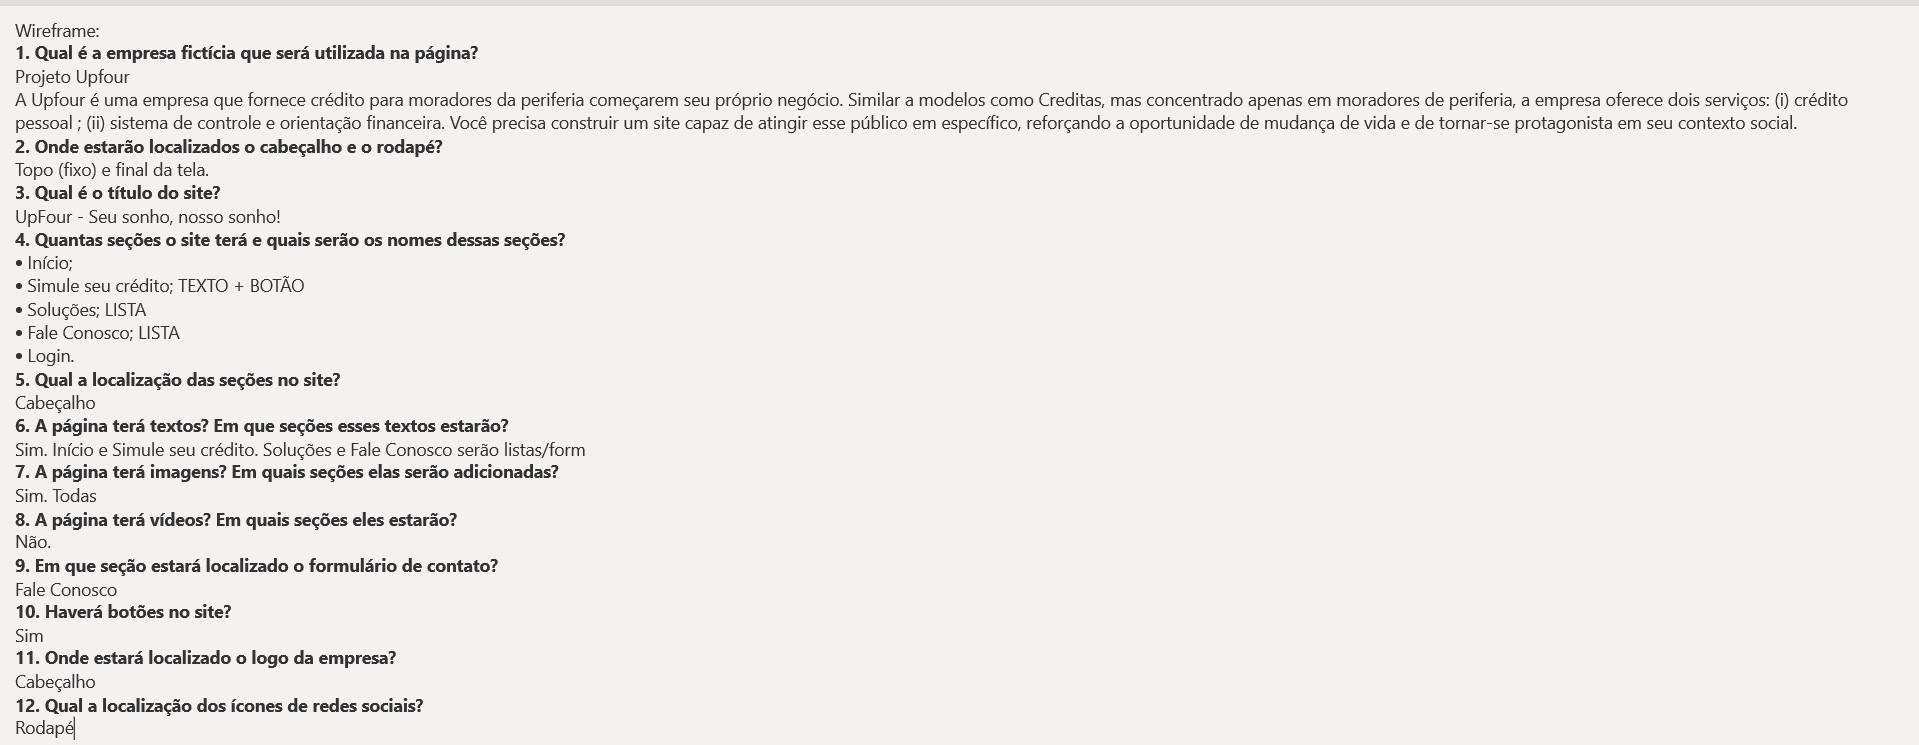 Wireframe:
1. Qual é a empresa fictícia que será utilizada na página?
Projeto Upfour
A Upfour é uma empresa que fornece crédito para moradores da periferia começarem seu próprio negócio. Similar a modelos como Creditas, mas concentrado apenas em moradores de periferia, a empresa oferece dois serviços: (i) crédito
pessoal ; (ii) sistema de controle e orientação financeira. Você precisa construir um site capaz de atingir esse público em específico, reforçando a oportunidade de mudança de vida e de tornar-se protagonista em seu contexto social.
2. Onde estarão localizados o cabeçalho e o rodapé?
Topo (fixo) e final da tela.
3. Qual é o título do site?
UpFour - Seu sonho, nosso sonho!
4. Quantas seções o site terá e quais serão os nomes dessas seções?
• Início;
• Simule seu crédito; TEXTO + BOTÃO
• Soluções; LISTA
• Fale Conosco; LISTA
• Login.
5. Qual a localização das seções no site?
Cabeçalho
6. A página terá textos? Em que seções esses textos estarão?
Sim. Início e Simule seu crédito. Soluções e Fale Conosco serão listas/form
7. A página terá imagens? Em quais seções elas serão adicionadas?
Sim. Todas
8. A página terá vídeos? Em quais seções eles estarão?
Não.
9. Em que seção estará localizado o formulário de contato?
Fale Conosco
10. Haverá botões no site?
Sim
11. Onde estará localizado o logo da empresa?
Cabeçalho
12. Qual a localização dos ícones de redes sociais?
Rodapé